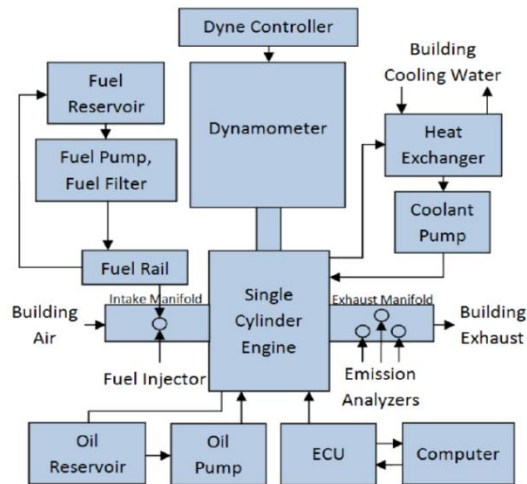 Dyne Controller
Building
Cooling Water
Fuel
Reservoir
Dynamometer
Heat
Exchanger
Fuel Pump,
Fuel Filter
Coolant
Pump
Fuel Rail
Intake Manifold
Single
Cylinder
Engine
Exhaust Manifold
Building
Air
Building
Exhaust
Fuel Injector
Emission
Analyzers
Oil
Reservoir
Oil
Pump
ECU
Computer